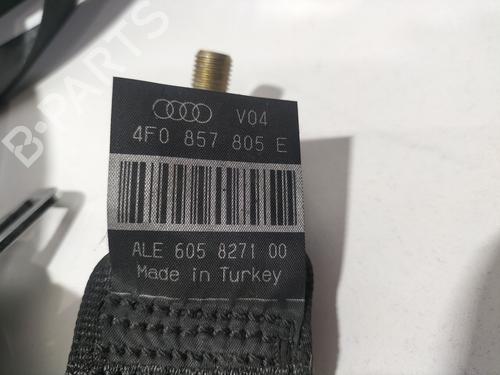 V04
4F0 857 805 E
ALE 605 8271 00
Made in Turkey
B-PARTS